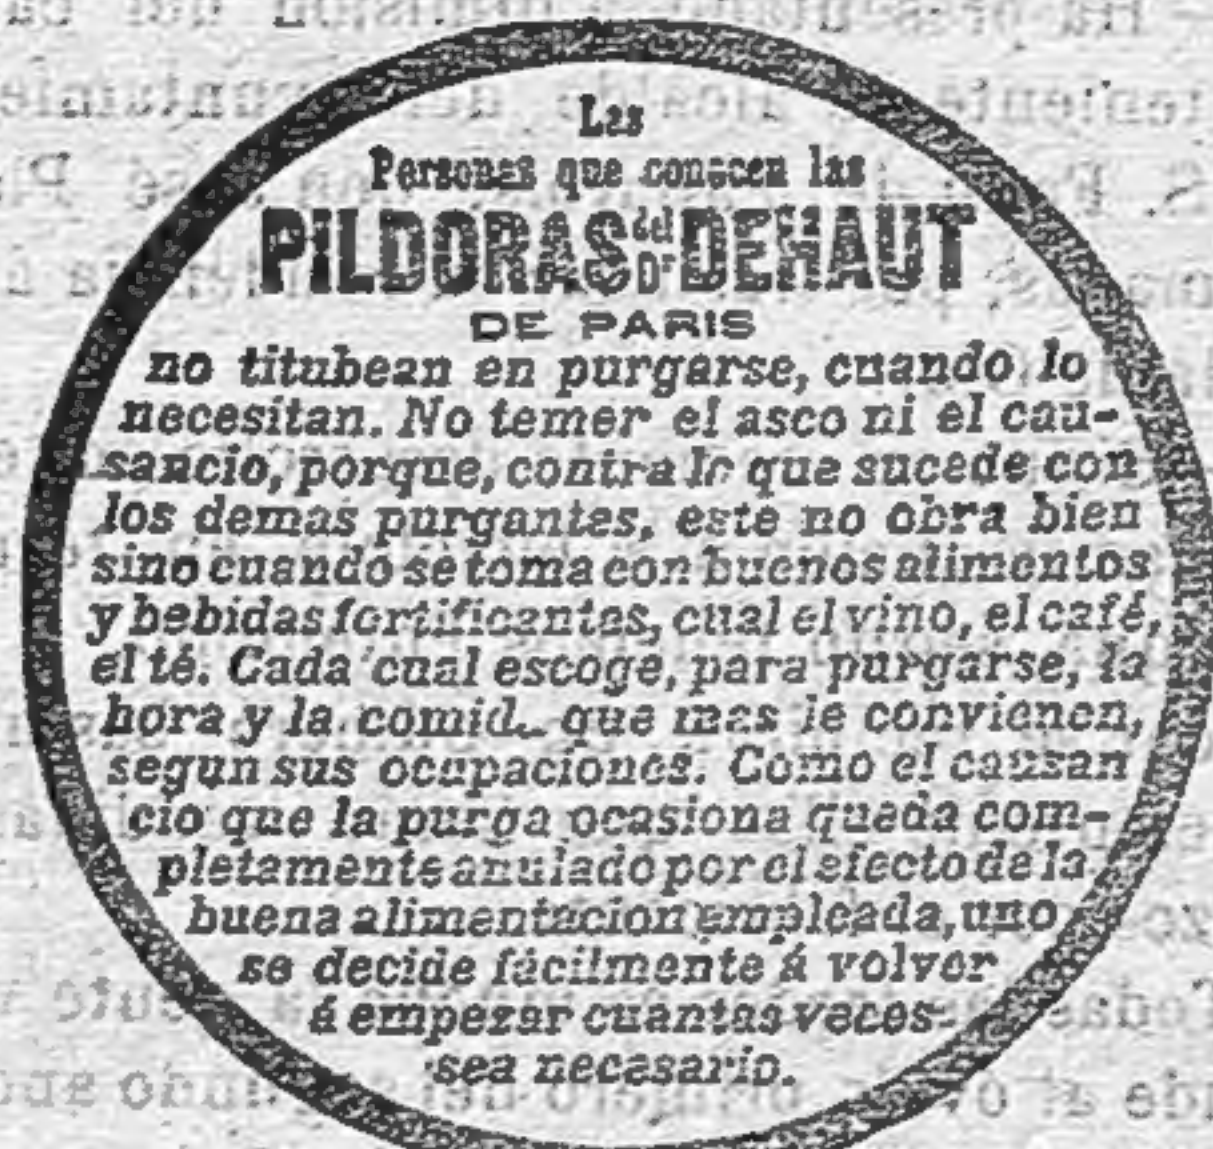 Las
Personas que conocen las
PILDORAS del Dr DEHAUT
DE PARIS
no titubean en purgarse, cuando lo
necesitan. No temer el asco ni el cau-
sancio, porque, contra lo que sucede con
los demas purgantes, este no obra bien
sino cuando se toma con buenos alimentos
y bebidas fortificantes, cual el vino, el café,
el té. Cada cual escoge, para purgarse, la
hora y la comid. que mas le convienen,
segun sus ocupaciones. Como el causan
cio que la purga ocasiona queda com-
pletamente anulado por el efecto de la
buena alimentacion empleada, uno
se decide fácilmente á volver
á empezar cuantas veces
sea necesario.